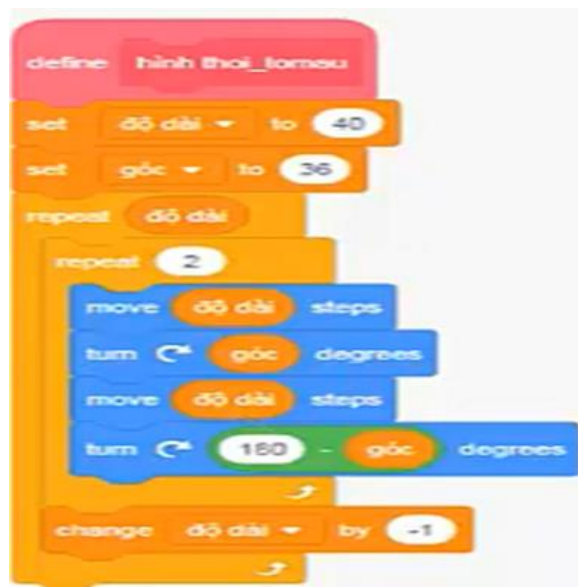 define hình thoi_tomau
set độ dài to 40
set góc to 36
repeat độ dài
repeat 2
move độ dài steps
turn góc degrees
move độ dài steps
turn 180 - góc degrees
change độ dài by -1